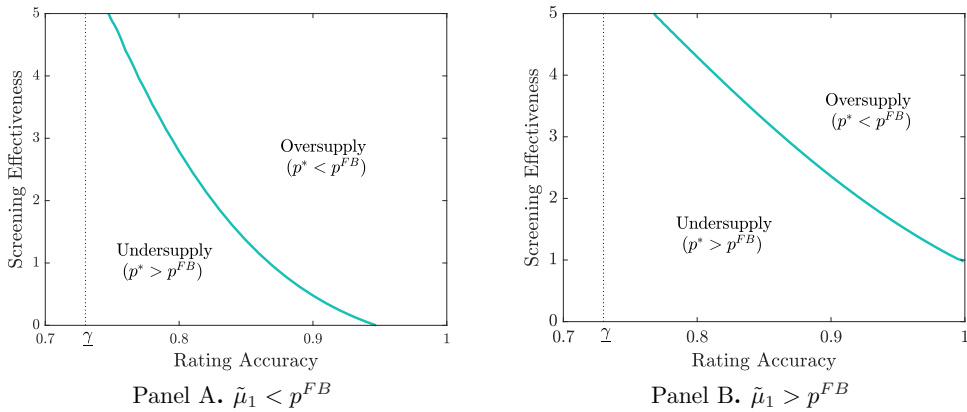 5
4
3
2
1
0
Screening Effectiveness
Oversupply
(p* < p^{FB})
Undersupply
(p* > p^{FB})
0.7
γ
0.8
0.9
1
Rating Accuracy
Panel A. μ̃₁ < p^{FB}
5
4
3
2
1
0
Screening Effectiveness
Oversupply
(p* < p^{FB})
Undersupply
(p* > p^{FB})
0.7
γ
0.8
0.9
1
Rating Accuracy
Panel B. μ̃₁ > p^{FB}